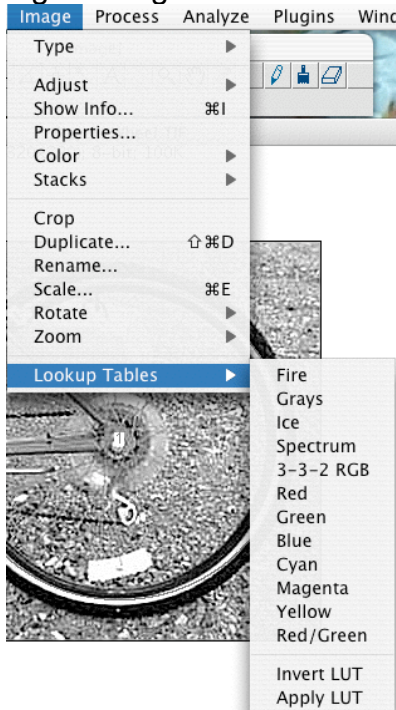 Image Process Analyze Plugins Wind
Type
Adjust
Show Info... ⌘I
Properties...
Color
Stacks
Crop
Duplicate... ⇧⌘D
Rename...
Scale... ⌘E
Rotate
Zoom
Lookup Tables
Fire
Grays
Ice
Spectrum
3-3-2 RGB
Red
Green
Blue
Cyan
Magenta
Yellow
Red/Green
Invert LUT
Apply LUT